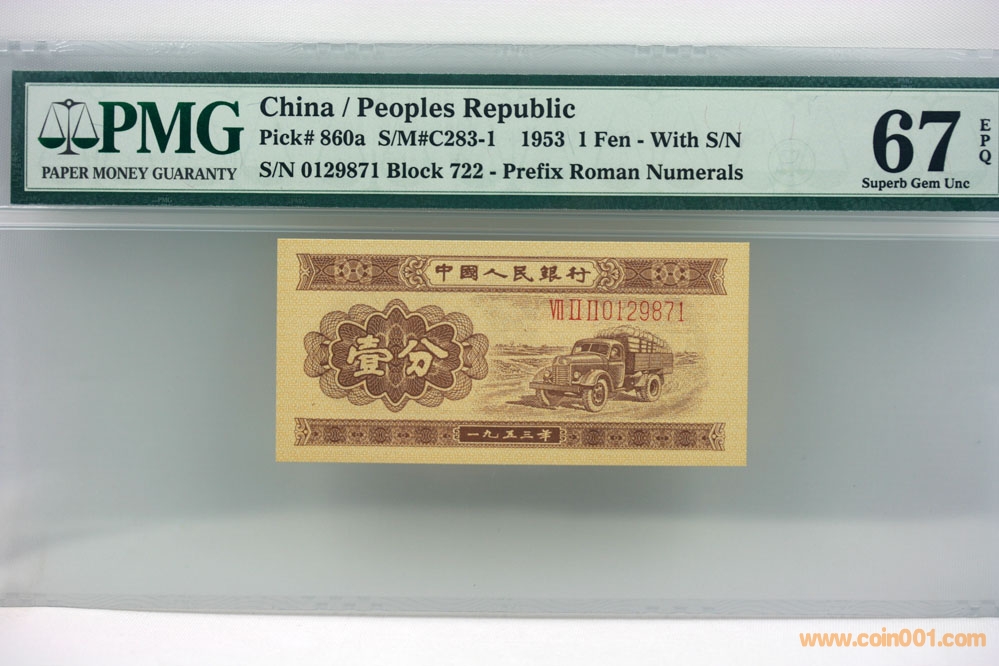 PMG
PAPER MONEY GUARANTY
China / Peoples Republic
Pick# 860a S/M#C283-1 1953 1 Fen - With S/N
S/N 0129871 Block 722 - Prefix Roman Numerals
67
EPQ
Superb Gem Unc
中國人民銀行
VII II II 0129871
壹分
一九五三年
www.coin001.com